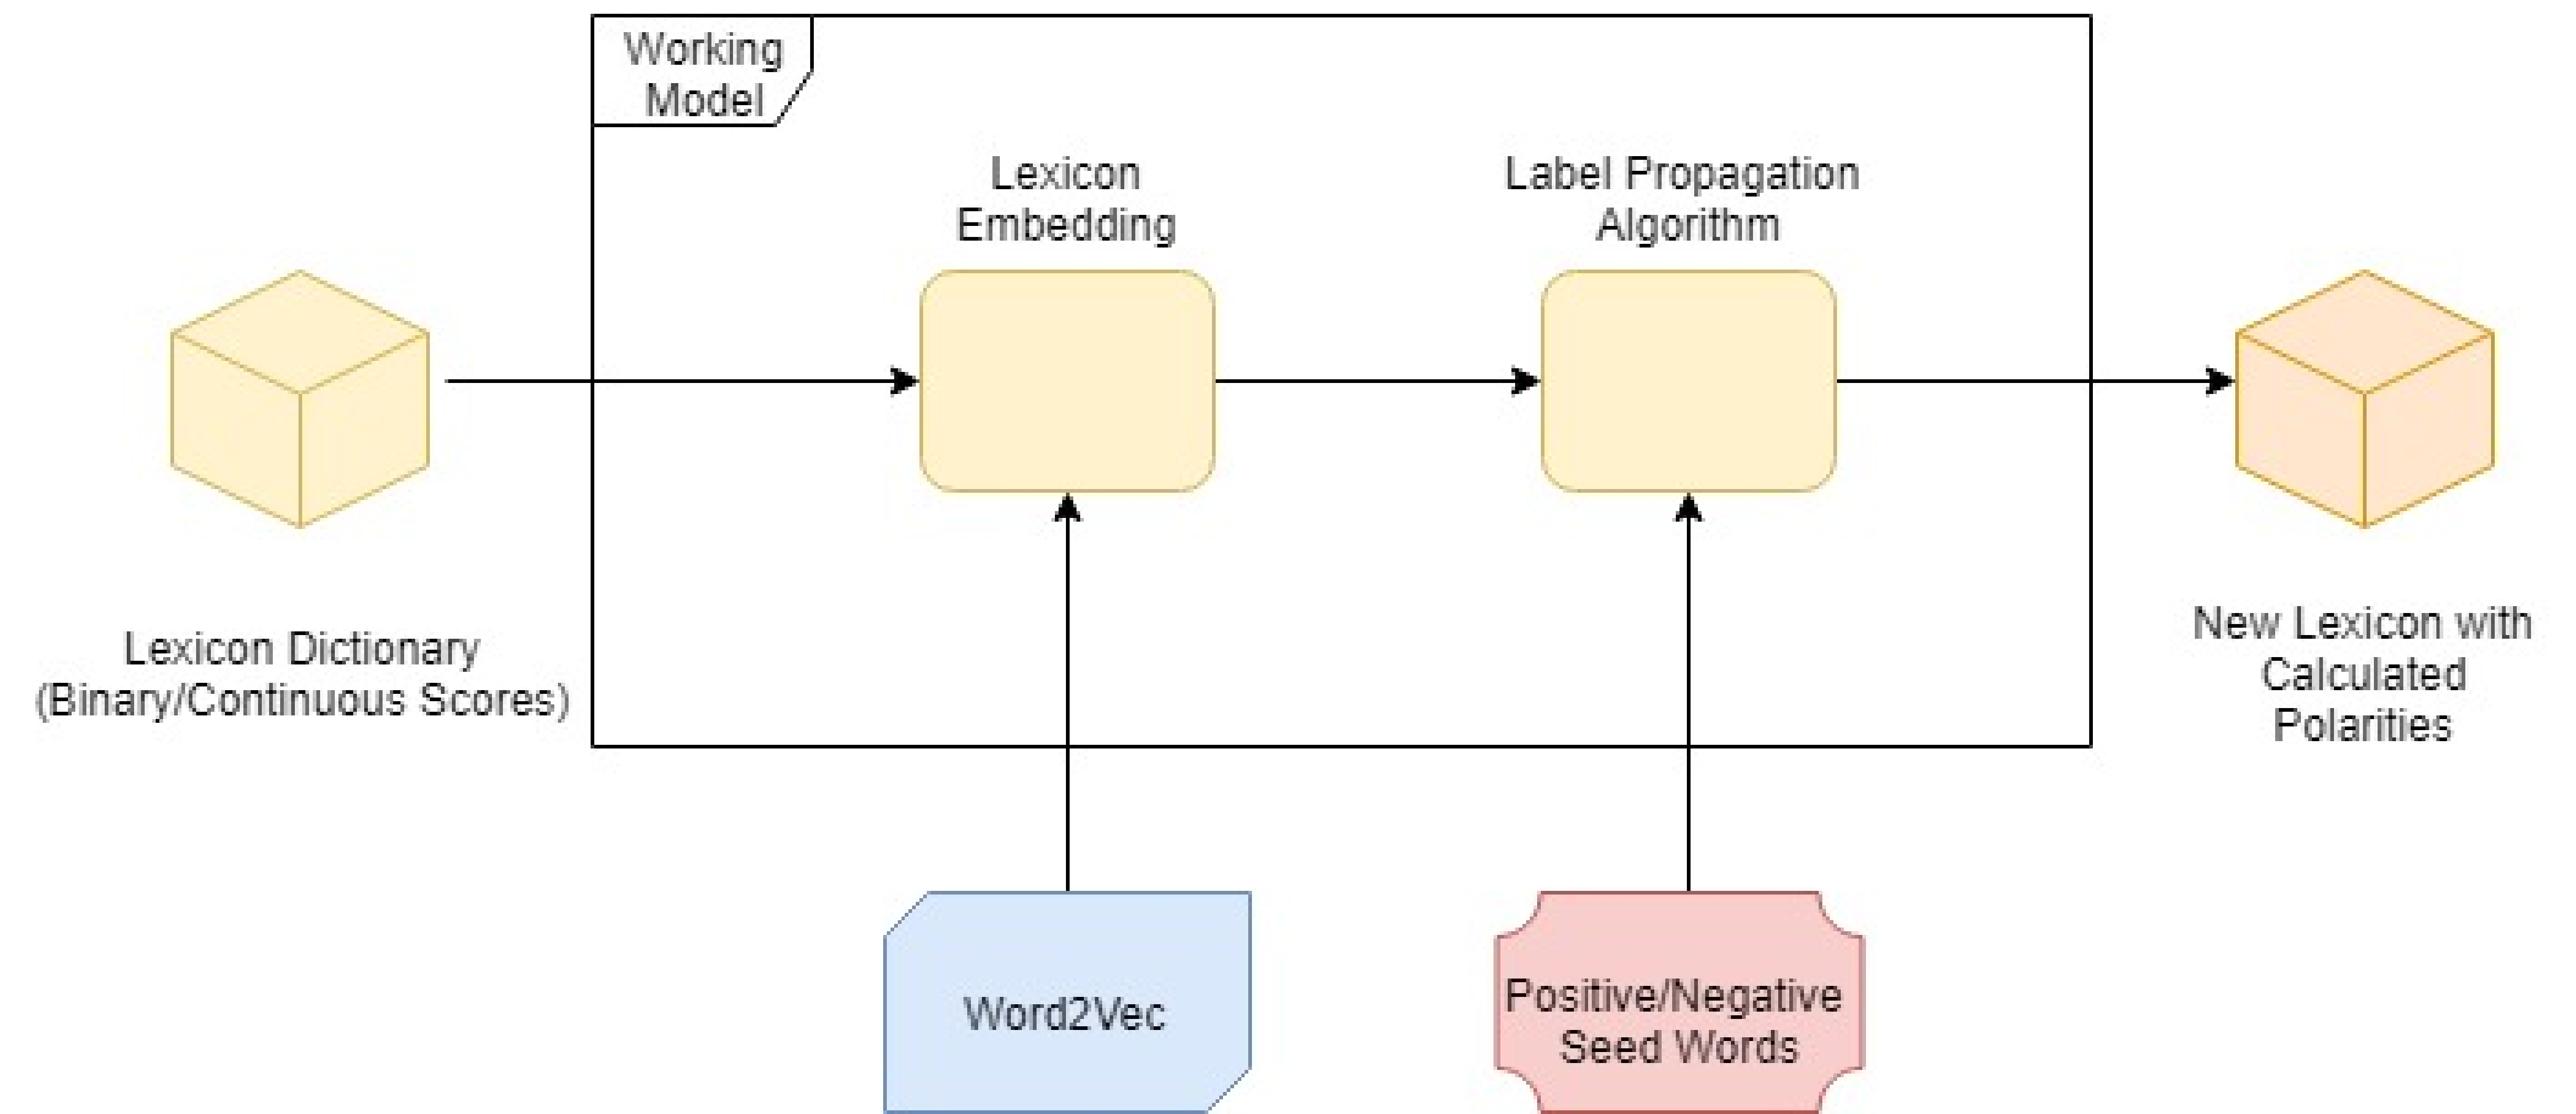 Working
Model
Lexicon
Embedding
Label Propagation
Algorithm
Lexicon Dictionary
(Binary/Continuous Scores)
New Lexicon with
Calculated
Polarities
Word2Vec
Positive/Negative
Seed Words